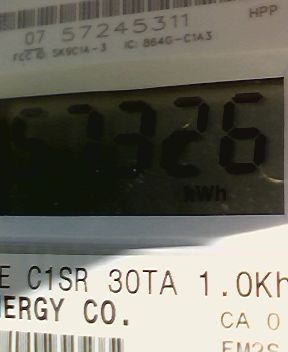 HPP
07 57245311
FCC ID: SK9C1A-3 IC: 864G-C1A3
57326
kWh
E C1SR 30TA 1.0Kh
ERGY CO.
CA 0